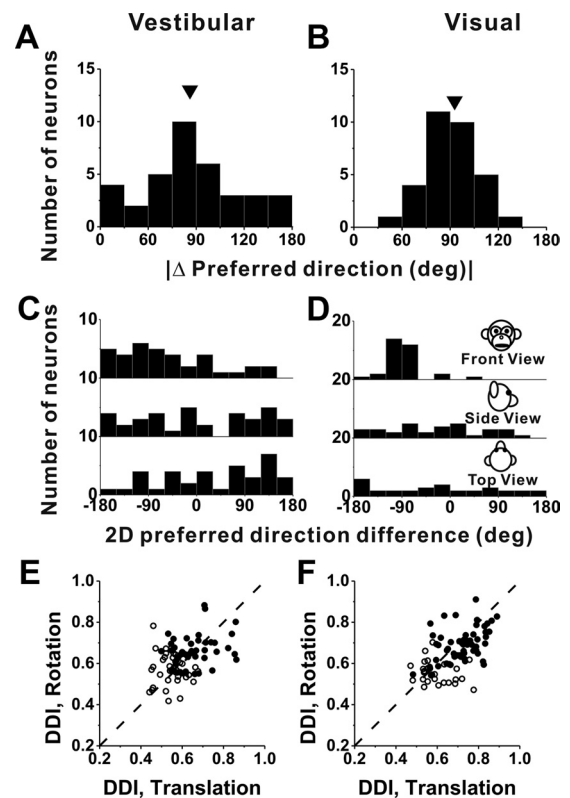 Vestibular
Visual
A
B
Number of neurons
15
10
5
0
0 60 90 120 180
15
10
5
0
0 60 90 120 180
|Δ Preferred direction (deg)|
C
D
Number of neurons
10
10
10
0
-180 -90 0 90 180
20
Front View
20
Side View
20
Top View
0
-180 -90 0 90 180
2D preferred direction difference (deg)
E
F
DDI, Rotation
1.0
0.8
0.6
0.4
0.2
0.2 0.4 0.6 0.8 1.0
DDI, Translation
DDI, Rotation
1.0
0.8
0.6
0.4
0.2
0.2 0.4 0.6 0.8 1.0
DDI, Translation